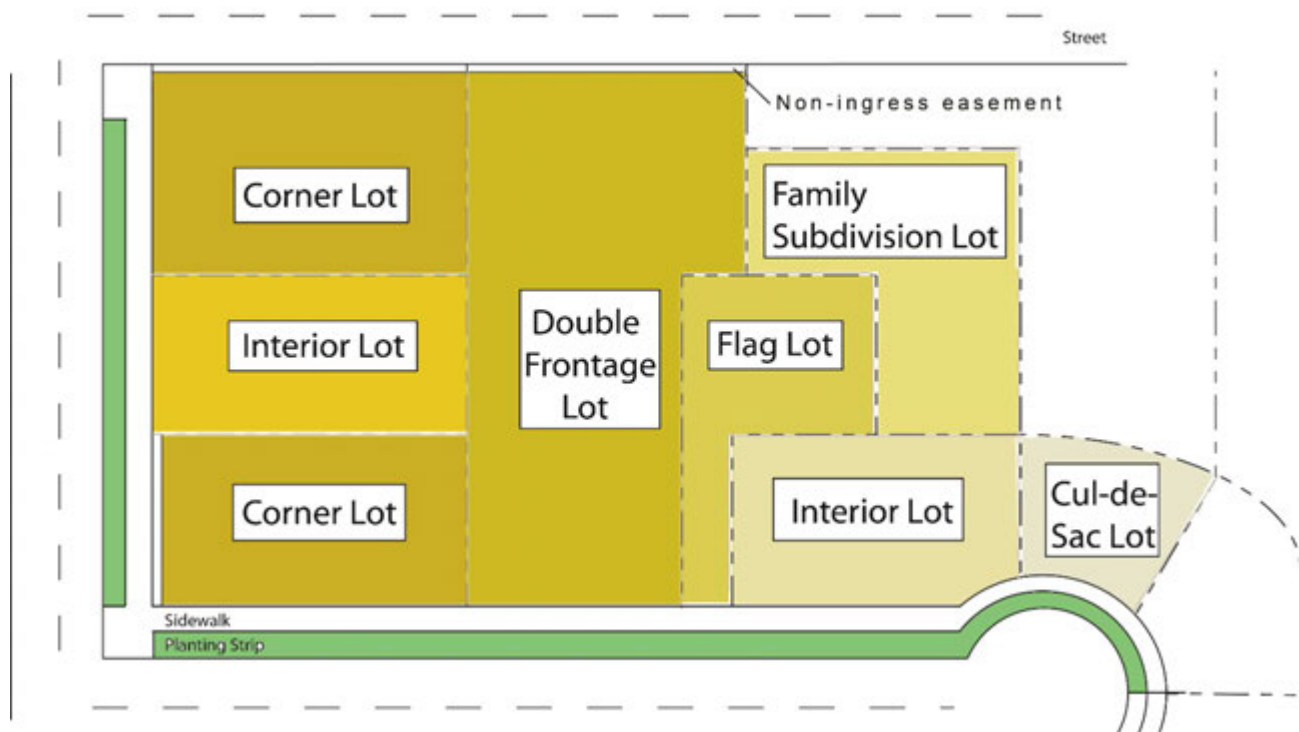 Street
Non-ingress easement
Corner Lot
Family
Subdivision Lot
Interior Lot
Double
Frontage
Lot
Flag Lot
Corner Lot
Interior Lot
Cul-de-
Sac Lot
Sidewalk
Planting Strip